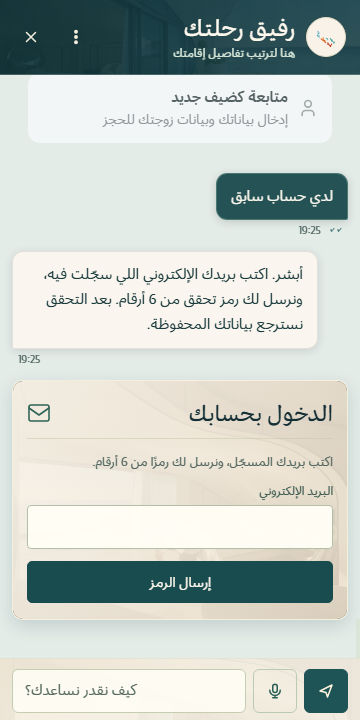 رفيق رحلتك
هنا لترتيب تفاصيل إقامتك
متابعة كضيف جديد
إدخال بياناتك وبيانات زوجتك للحجز
لدي حساب سابق
19:25
أبشر. اكتب بريدك الإلكتروني اللي سجّلت فيه،
ونرسل لك رمز تحقق من 6 أرقام. بعد التحقق
نسترجع بياناتك المحفوظة.
19:25
الدخول بحسابك
اكتب بريدك المسجّل، ونرسل لك رمزًا من 6 أرقام.
البريد الإلكتروني
إرسال الرمز
كيف نقدر نساعدك؟